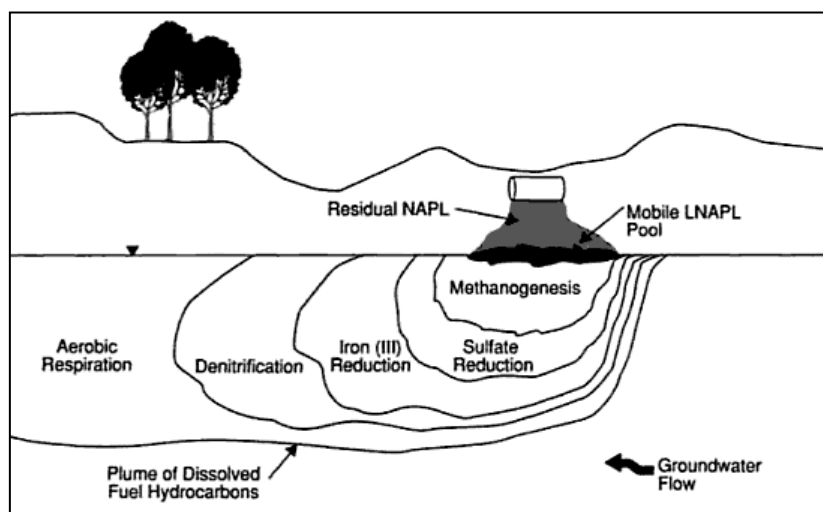 Residual NAPL
Mobile LNAPL
Pool
Methanogenesis
Aerobic
Respiration
Denitrification
Iron (III)
Reduction
Sulfate
Reduction
Plume of Dissolved
Fuel Hydrocarbons
Groundwater
Flow